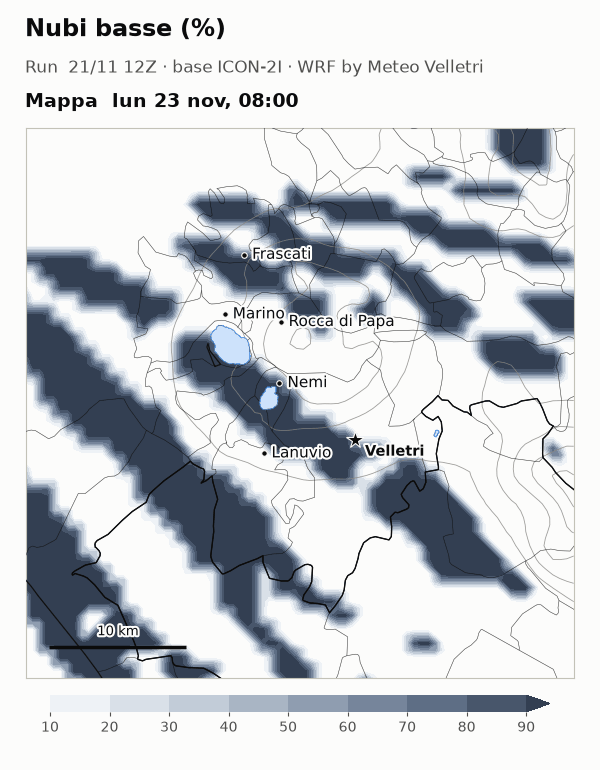 Nubi basse (%)
Run  21/11 12Z · base ICON-2I · WRF by Meteo Velletri
Mappa  lun 23 nov, 08:00
Frascati
Marino
Rocca di Papa
Nemi
Velletri
Lanuvio
10 km
10 20 30 40 50 60 70 80 90